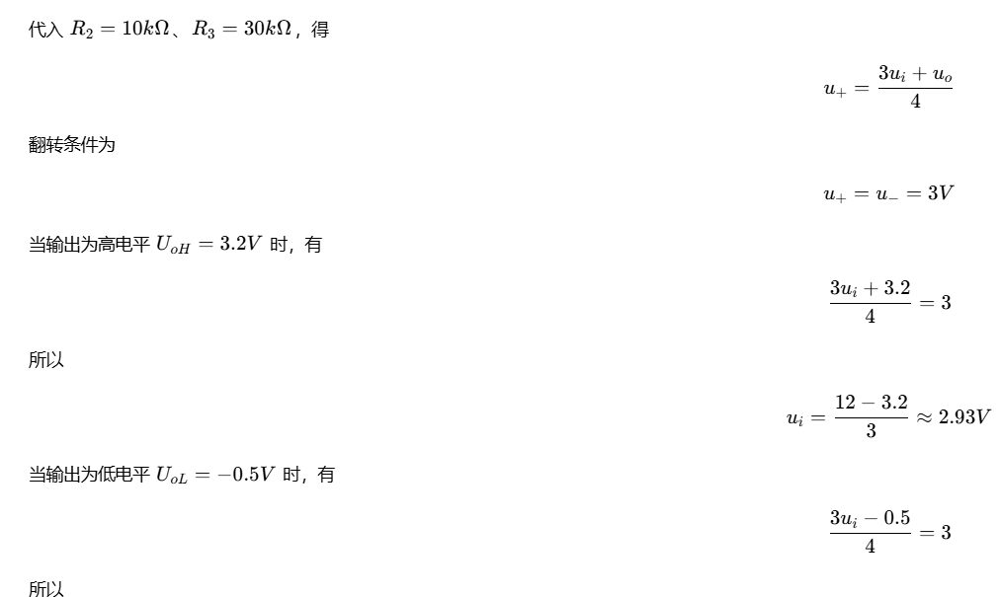 代入 $R_2 = 10k\Omega$、$R_3 = 30k\Omega$，得
$u_+ = \frac{3u_i + u_o}{4}$
翻转条件为
$u_+ = u_- = 3V$
当输出为高电平 $U_{oH} = 3.2V$ 时，有
$\frac{3u_i + 3.2}{4} = 3$
所以
$u_i = \frac{12 - 3.2}{3} \approx 2.93V$
当输出为低电平 $U_{oL} = -0.5V$ 时，有
$\frac{3u_i - 0.5}{4} = 3$
所以